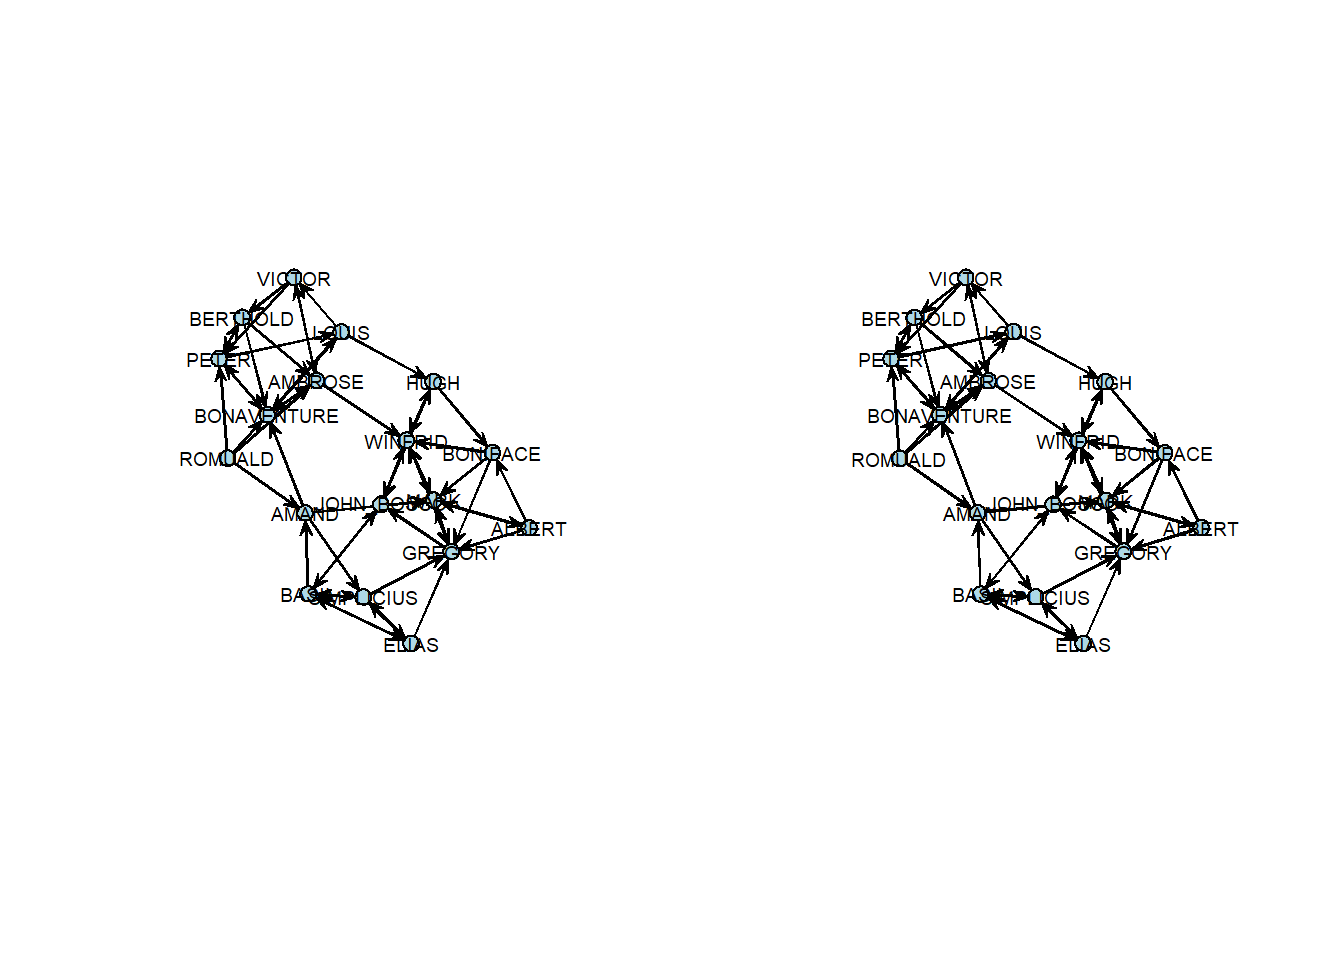 VICTOR
BERTHOLD
LOUIS
PETER
AMBROSE
HUGH
BONAVENTURE
WINFRID
BONIFACE
ROMUALD
JOHN_BOSCO
MARK
AMAND
ALBERT
GREGORY
BASIL
SIMPLICIUS
ELIAS
VICTOR
BERTHOLD
LOUIS
PETER
AMBROSE
HUGH
BONAVENTURE
WINFRID
BONIFACE
ROMUALD
JOHN_BOSCO
MARK
AMAND
ALBERT
GREGORY
BASIL
SIMPLICIUS
ELIAS